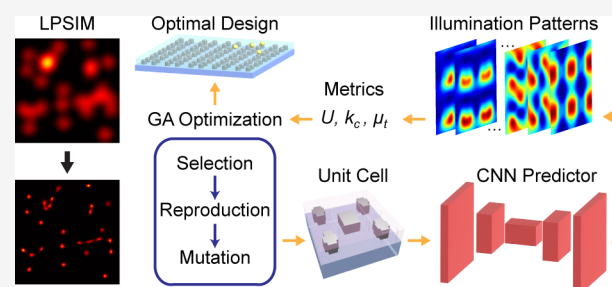 LPSIM
Optimal Design
Illumination Patterns
...
...
Metrics
U, k_c, μ_t
GA Optimization
Selection
Reproduction
Mutation
Unit Cell
CNN Predictor